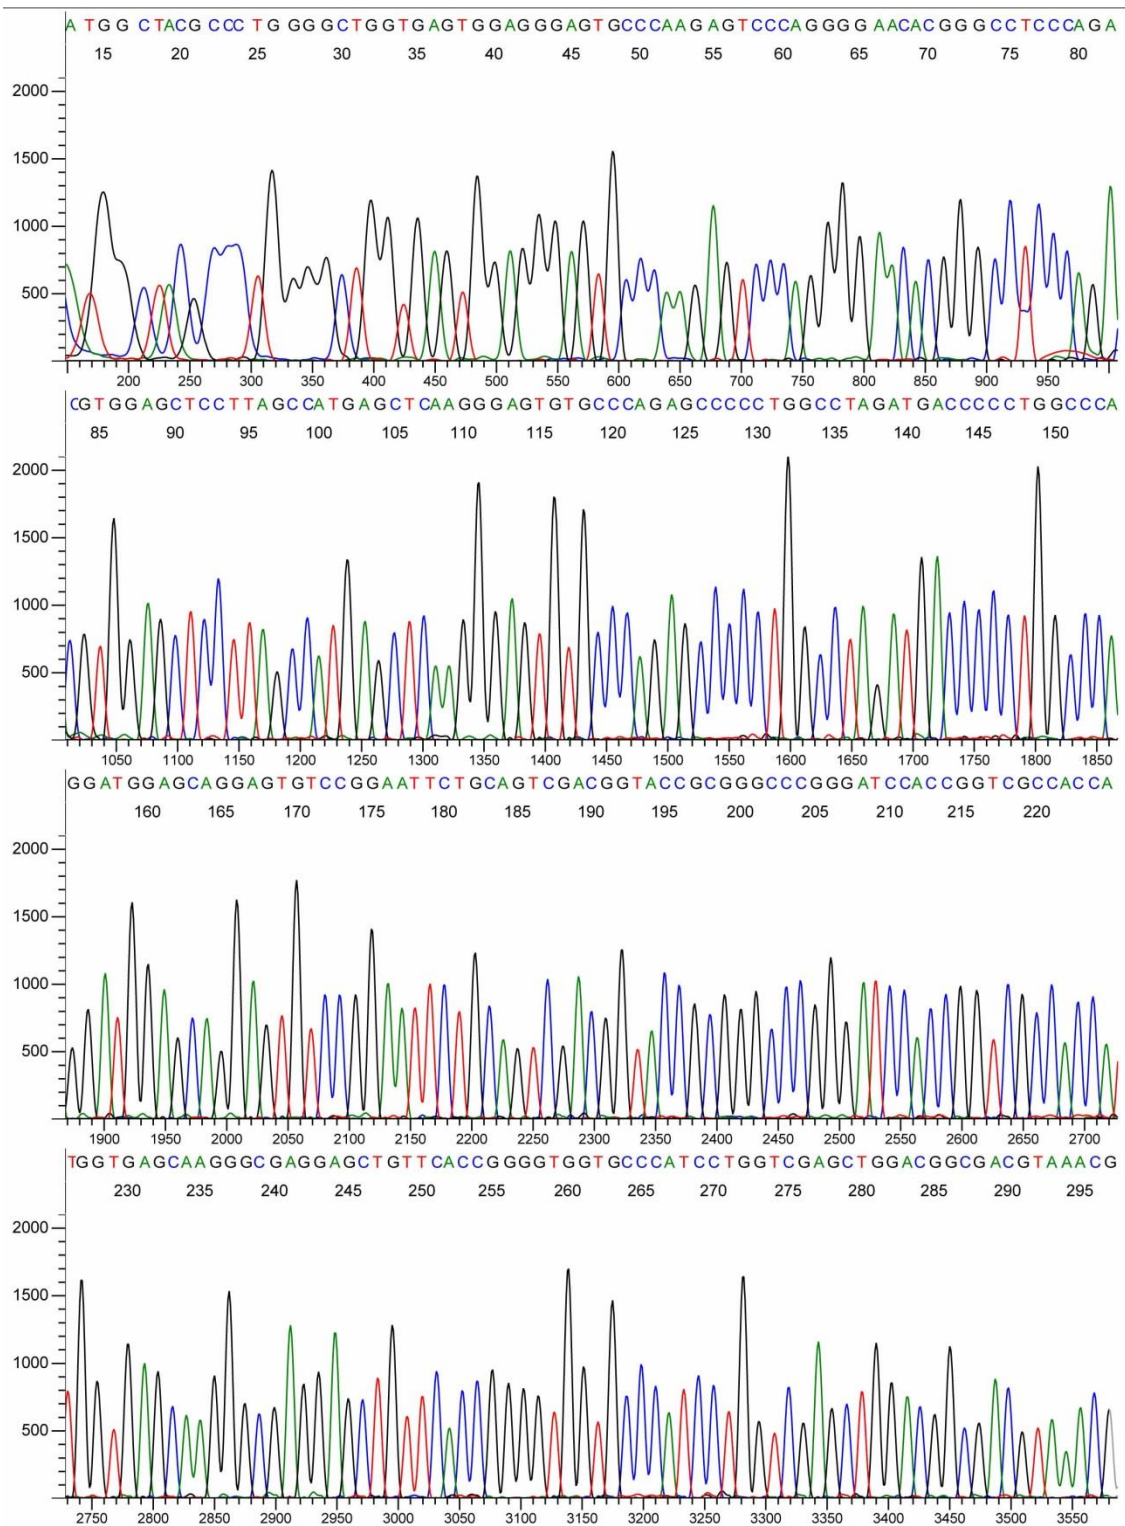 A TGG CTACG CCC T G GGGCTGGTGAGTGGAGGGAGTGCCCAAGAGTCCCAGGGGAACACGGGCCTCCCAGA
15 20 25 30 35 40 45 50 55 60 65 70 75 80
2000
1500
1000
500
200 250 300 350 400 450 500 550 600 650 700 750 800 850 900 950
CGTGGAGCTCCTTAGCCATGAGCTCAAGGGAGTGTGCCCAGAGCCCCCTGGCCTAGATGACCCCCTGGCCCA
85 90 95 100 105 110 115 120 125 130 135 140 145 150
2000
1500
1000
500
1050 1100 1150 1200 1250 1300 1350 1400 1450 1500 1550 1600 1650 1700 1750 1800 1850
GGATGGAGCAGGAGTGTCCGGAATTCTGCAGTCGACGGTACCGCGGGCCCGGGATCCACCGGTCGCCACCA
160 165 170 175 180 185 190 195 200 205 210 215 220
2000
1500
1000
500
1900 1950 2000 2050 2100 2150 2200 2250 2300 2350 2400 2450 2500 2550 2600 2650 2700
TGGTGAGCAAGGGCGAGGAGCTGTTCACCGGGGTGGTGCCCATCCTGGTCGAGCTGGACGGCGACGTAAACG
230 235 240 245 250 255 260 265 270 275 280 285 290 295
2000
1500
1000
500
2750 2800 2850 2900 2950 3000 3050 3100 3150 3200 3250 3300 3350 3400 3450 3500 3550